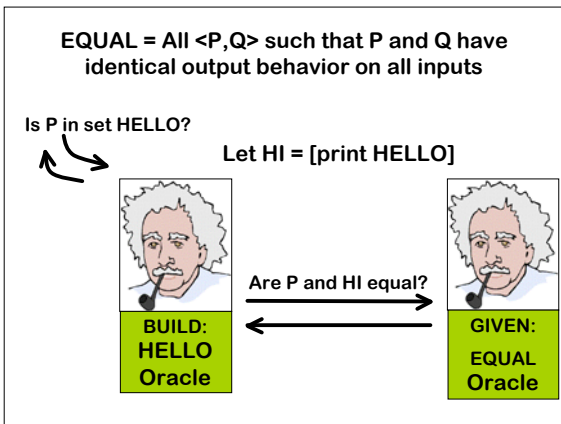 EQUAL = All <P,Q> such that P and Q have
identical output behavior on all inputs
Is P in set HELLO?
Let HI = [print HELLO]
Are P and HI equal?
BUILD:
HELLO
Oracle
GIVEN:
EQUAL
Oracle